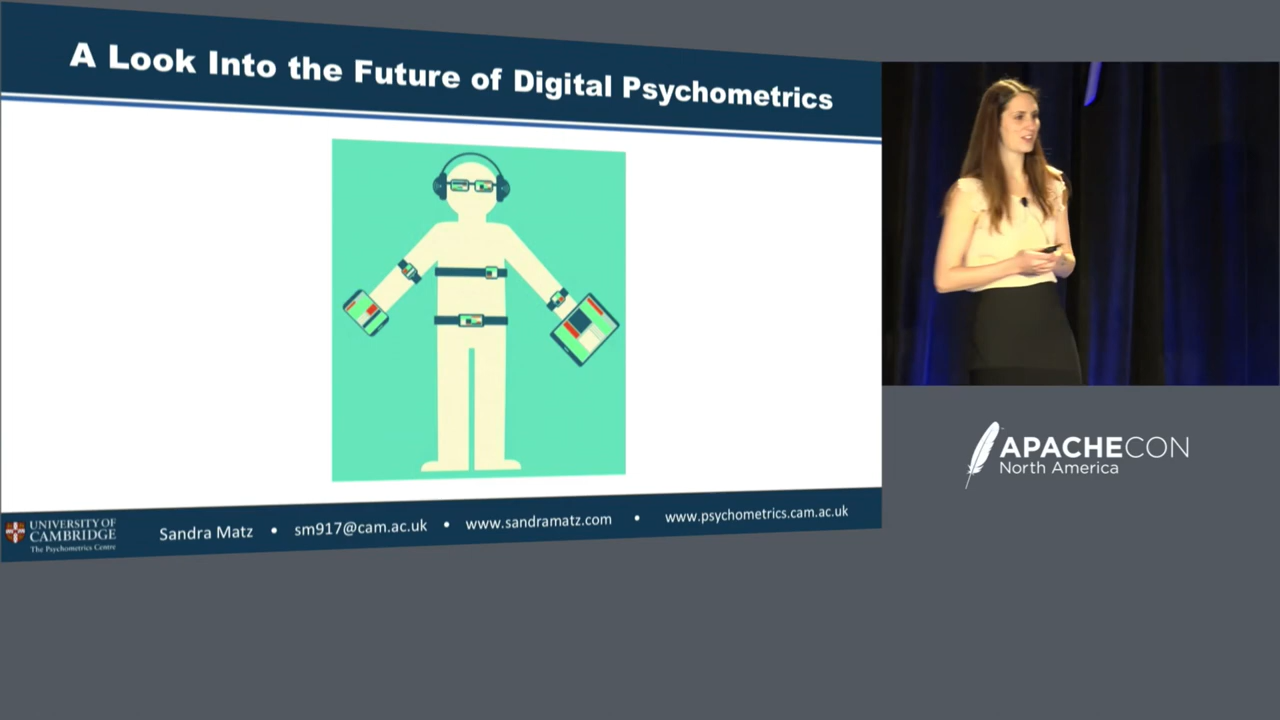 A Look Into the Future of Digital Psychometrics
UNIVERSITY OF
CAMBRIDGE
The Psychometrics Centre
Sandra Matz • sm917@cam.ac.uk • www.sandramatz.com • www.psychometrics.cam.ac.uk
APACHECON
North America